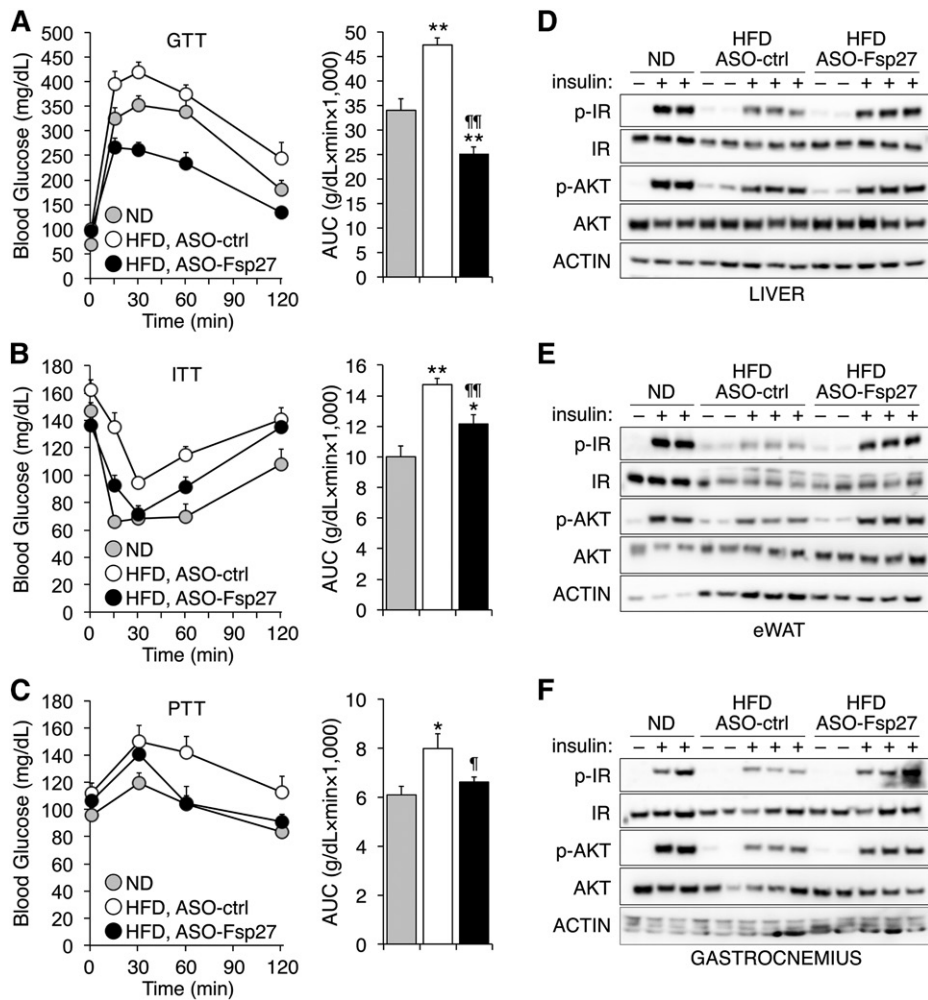 A
GTT
Blood Glucose (mg/dL)
500
450
400
350
300
250
200
150
100
50
0
ND
HFD, ASO-ctrl
HFD, ASO-Fsp27
0 30 60 90 120
Time (min)
AUC (g/dL×min×1,000)
50
45
40
35
30
25
20
15
10
5
0
**
¶¶
**
B
ITT
Blood Glucose (mg/dL)
180
160
140
120
100
80
60
40
20
0
ND
HFD, ASO-ctrl
HFD, ASO-Fsp27
0 30 60 90 120
Time (min)
AUC (g/dL×min×1,000)
16
14
12
10
8
6
4
2
0
**
¶¶
*
C
PTT
Blood Glucose (mg/dL)
180
160
140
120
100
80
60
40
20
0
ND
HFD, ASO-ctrl
HFD, ASO-Fsp27
0 30 60 90 120
Time (min)
AUC (g/dL×min×1,000)
10
8
6
4
2
0
*
¶
D
HFD HFD
ND ASO-ctrl ASO-Fsp27
insulin: – + + – – + + + – – + + +
p-IR
IR
p-AKT
AKT
ACTIN
LIVER
E
HFD HFD
ND ASO-ctrl ASO-Fsp27
insulin: – + + – – + + + – – + + +
p-IR
IR
p-AKT
AKT
ACTIN
eWAT
F
HFD HFD
ND ASO-ctrl ASO-Fsp27
insulin: – + + – – + + + – – + + +
p-IR
IR
p-AKT
AKT
ACTIN
GASTROCNEMIUS